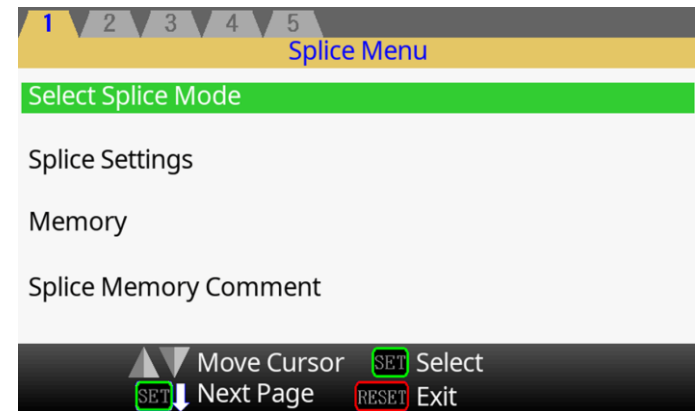 1 2 3 4 5
Splice Menu
Select Splice Mode
Splice Settings
Memory
Splice Memory Comment
Move Cursor SET Select
SET Next Page RESET Exit